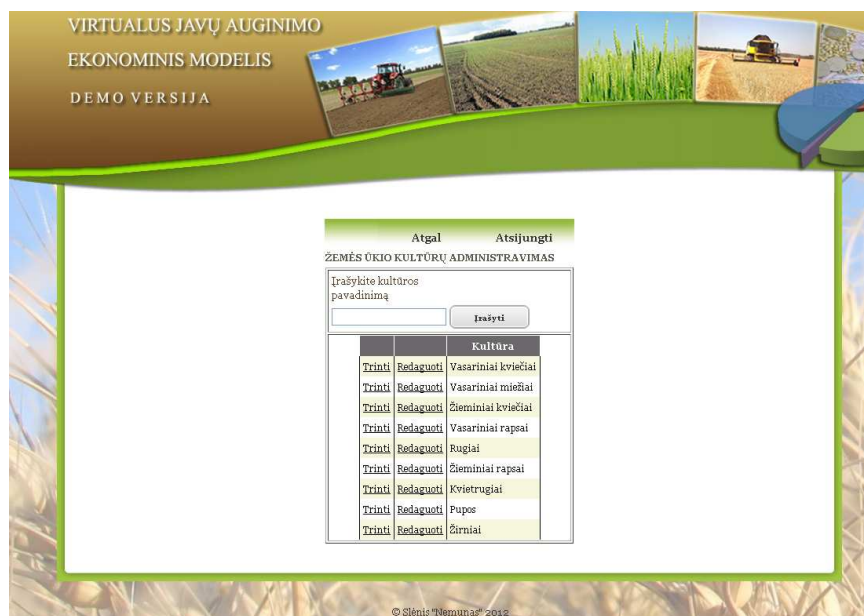 VIRTUALUS JAVŲ AUGINIMO
EKONOMINIS MODELIS
DEMO VERSIJA
Atgal Atsijungti
ŽEMĖS ŪKIO KULTŪRŲ ADMINISTRAVIMAS
Įrašykite kultūros
pavadinimą
Įrašyti
Kultūra
Trinti Redaguoti Vasariniai kviečiai
Trinti Redaguoti Vasariniai miežiai
Trinti Redaguoti Žieminiai kviečiai
Trinti Redaguoti Vasariniai rapsai
Trinti Redaguoti Rugiai
Trinti Redaguoti Žieminiai rapsai
Trinti Redaguoti Kvietrugiai
Trinti Redaguoti Pupos
Trinti Redaguoti Žirniai
© Slėnis "Nemunas" 2012